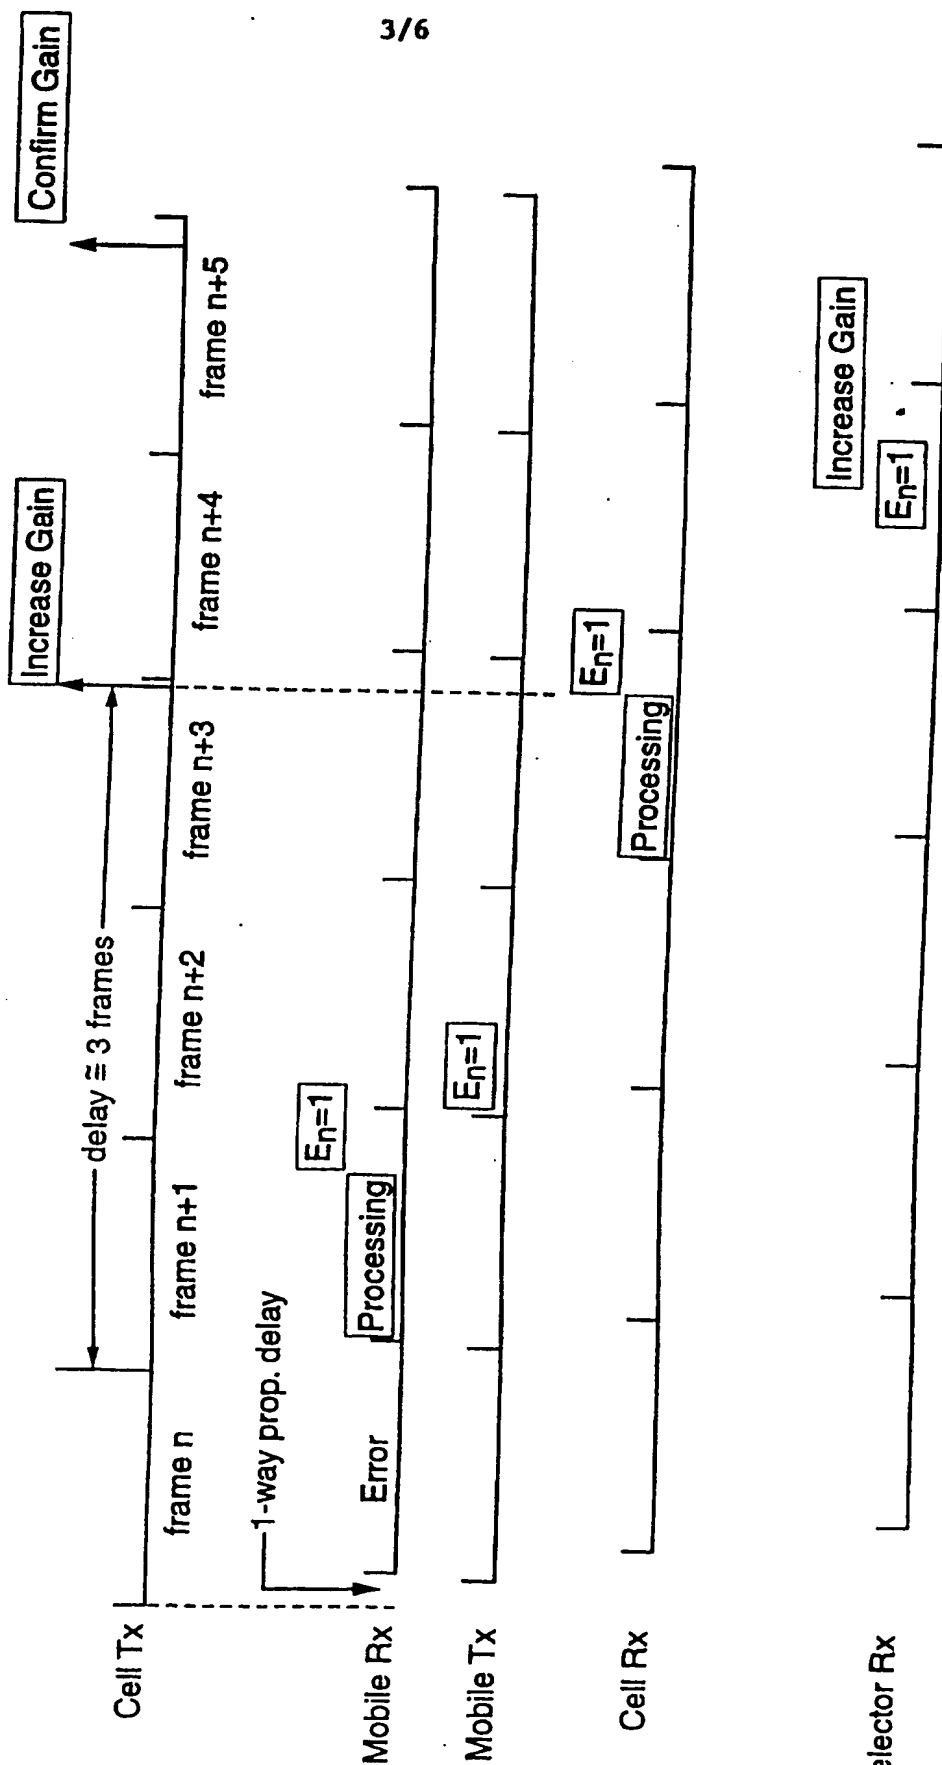 3/6
Increase Gain
Confirm Gain
delay ≅ 3 frames
Cell Tx
frame n
frame n+1
frame n+2
frame n+3
frame n+4
frame n+5
1-way prop. delay
En=1
Mobile Rx
Error
Processing
Mobile Tx
En=1
En=1
Cell Rx
Processing
Increase Gain
En=1
elector Rx